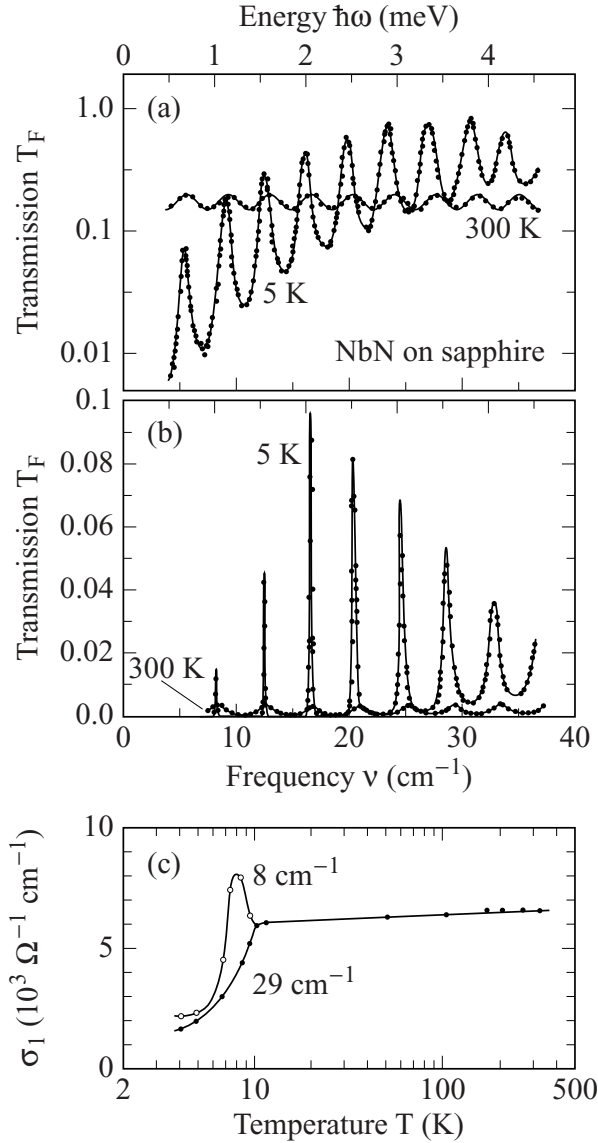 Energy ħω (meV)
0 1 2 3 4
(a)
Transmission T_F
1.0
0.1
0.01
300 K
5 K
NbN on sapphire
(b)
Transmission T_F
0.1
0.08
0.06
0.04
0.02
0.0
5 K
300 K
0 10 20 30 40
Frequency ν (cm⁻¹)
(c)
σ₁ (10³ Ω⁻¹ cm⁻¹)
10
5
0
8 cm⁻¹
29 cm⁻¹
2 10 100 500
Temperature T (K)